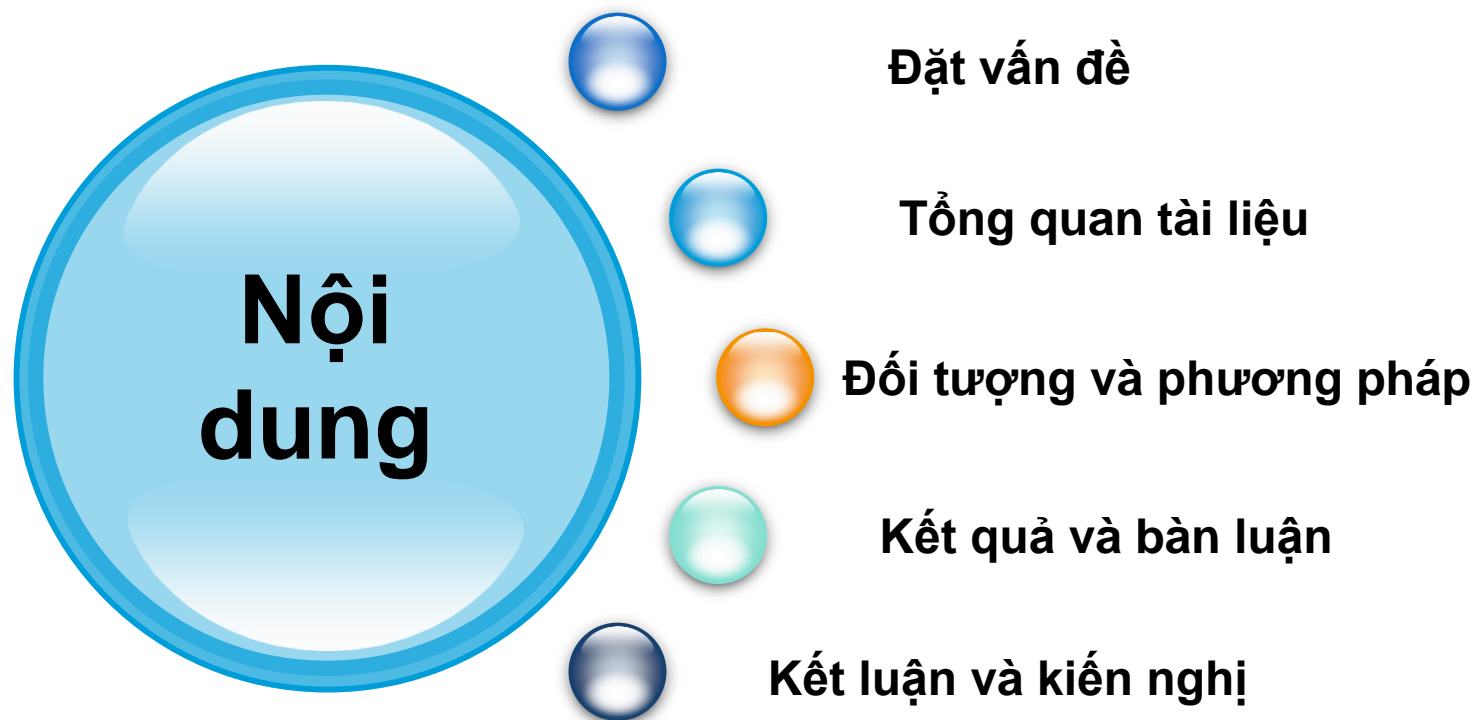 Nội
dung
Đặt vấn đề
Tổng quan tài liệu
Đối tượng và phương pháp
Kết quả và bàn luận
Kết luận và kiến nghị